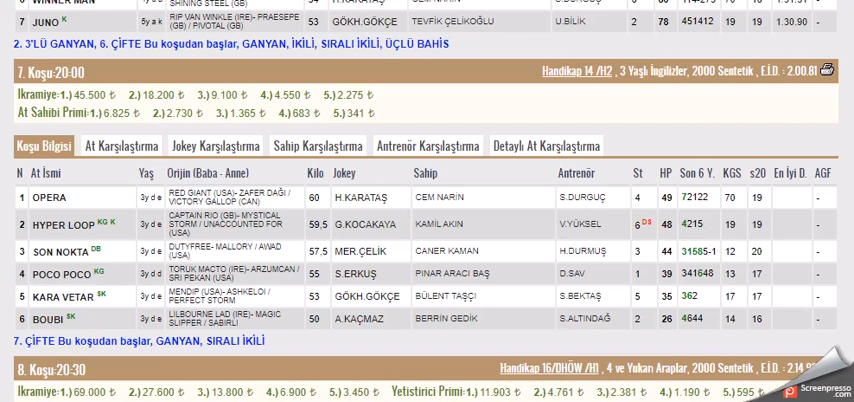 SHINING STEEL (GB)
7 JUNO K 5y a k RIP VAN WINKLE (IRE)- PRAESEPE (GB) / PIVOTAL (GB) 53 GÖKH.GÖKÇE TEVFİK ÇELİKOĞLU U.BİLİK 2 78 451412 19 19 1.30.90 -
2. 3'LÜ GANYAN, 6. ÇİFTE Bu koşudan başlar, GANYAN, İKİLİ, SIRALI İKİLİ, ÜÇLÜ BAHİS
7. Koşu:20:00 Handikap 14 /H2 , 3 Yaşlı İngilizler, 2000 Sentetik , E.İ.D. : 2.00.81
İkramiye:1.) 45.500 ₺ 2.) 18.200 ₺ 3.) 9.100 ₺ 4.) 4.550 ₺ 5.) 2.275 ₺
At Sahibi Primi:1.) 6.825 ₺ 2.) 2.730 ₺ 3.) 1.365 ₺ 4.) 683 ₺ 5.) 341 ₺
Koşu Bilgisi At Karşılaştırma Jokey Karşılaştırma Sahip Karşılaştırma Antrenör Karşılaştırma Detaylı At Karşılaştırma
N At İsmi Yaş Orijin (Baba - Anne) Kilo Jokey Sahip Antrenör St HP Son 6 Y. KGS s20 En İyi D. AGF
1 OPERA 3y d e RED GIANT (USA)- ZAFER DAĞI / VICTORY GALLOP (CAN) 60 H.KARATAŞ CEM NARİN S.DURGUÇ 4 49 72122 70 19 -
2 HYPER LOOP KG K 3y d e CAPTAIN RIO (GB)- MYSTICAL STORM / UNACCOUNTED FOR (USA) 59,5 G.KOCAKAYA KAMİL AKIN V.YÜKSEL 6 DS 48 4215 19 19 -
3 SON NOKTA DB 3y d e DUTYFREE- MALLORY / AWAD (USA) 57,5 MER.ÇELİK CANER KAMAN H.DURMUŞ 3 44 31585-1 12 20 -
4 POCO POCO KG 3y d d TORUK MACTO (IRE)- ARZUMCAN / SRI PEKAN (USA) 55 S.ERKUŞ PINAR ARACI BAŞ D.SAV 1 39 341648 13 17 -
5 KARA VETAR SK 3y d e MENDIP (USA)- ASHKELOI / PERFECT STORM 53 GÖKH.GÖKÇE BÜLENT TAŞÇI S.BEKTAŞ 5 35 362 17 17 -
6 BOUBI SK 3y d e LILBOURNE LAD (IRE)- MAGIC SLIPPER / SABIRLI 50 A.KAÇMAZ BERRİN GEDİK S.ALTINDAĞ 2 26 4644 14 16 -
7. ÇİFTE Bu koşudan başlar, GANYAN, SIRALI İKİLİ
8. Koşu:20:30 Handikap 16/DHÖW /H1 , 4 ve Yukarı Araplar, 2000 Sentetik , E.İ.D. :
İkramiye:1.) 69.000 ₺ 2.) 27.600 ₺ 3.) 13.800 ₺ 4.) 6.900 ₺ 5.) 3.450 ₺ Yetistirici Primi:1.) 11.903 ₺ 2.) 4.761 ₺ 3.) 2.381 ₺ 4.) 1.190 ₺ 5.) 595 ₺
Screenpresso
.com